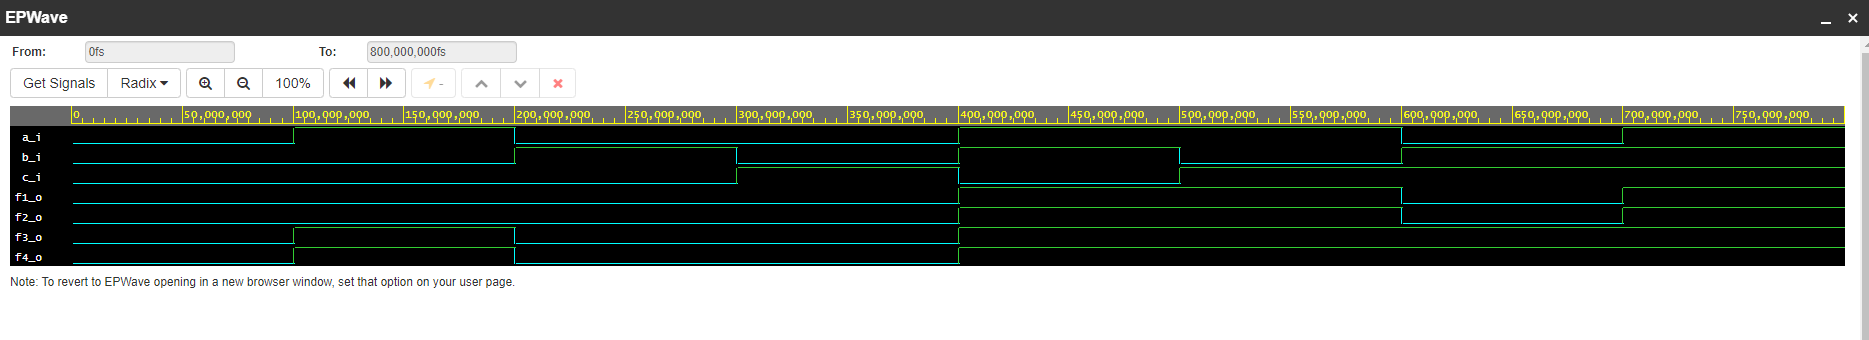 EPWave
From: 0fs To: 800,000,000fs
Get Signals Radix 100% -
0 50,000,000 100,000,000 150,000,000 200,000,000 250,000,000 300,000,000 350,000,000 400,000,000 450,000,000 500,000,000 550,000,000 600,000,000 650,000,000 700,000,000 750,000,000
a_i
b_i
c_i
f1_o
f2_o
f3_o
f4_o
Note: To revert to EPWave opening in a new browser window, set that option on your user page.